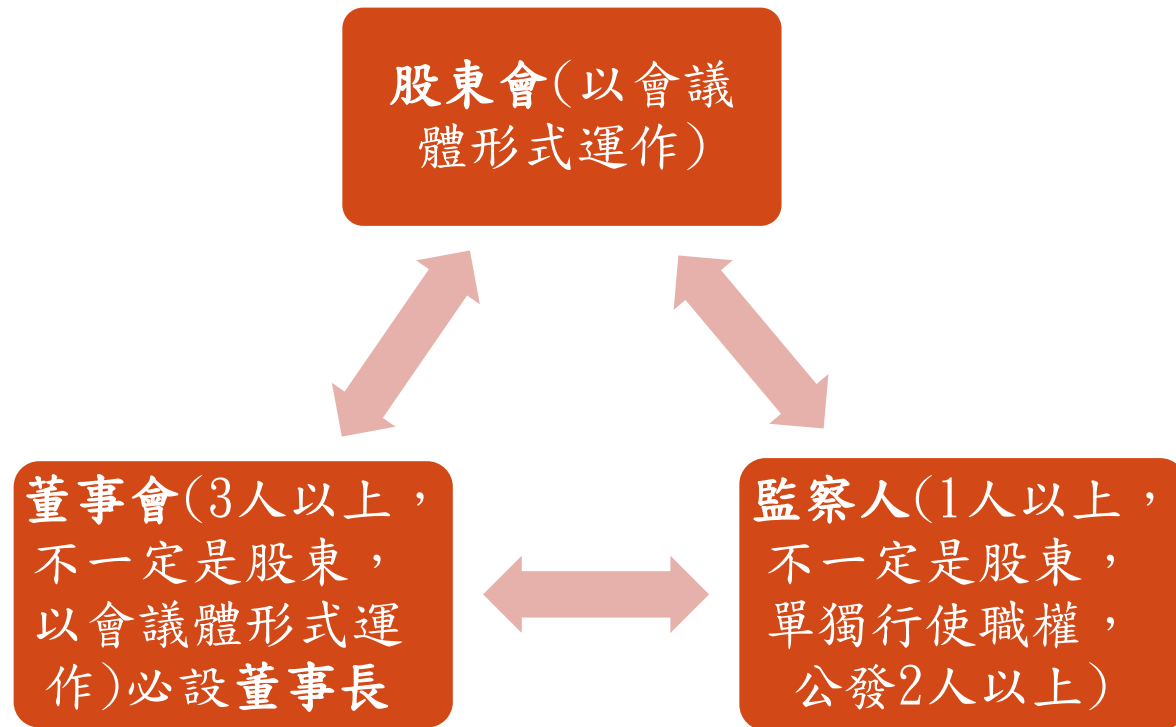 股東會(以會議
體形式運作)
董事會(3人以上，
不一定是股東，
以會議體形式運
作)必設董事長
監察人(1人以上，
不一定是股東，
單獨行使職權，
公發2人以上)